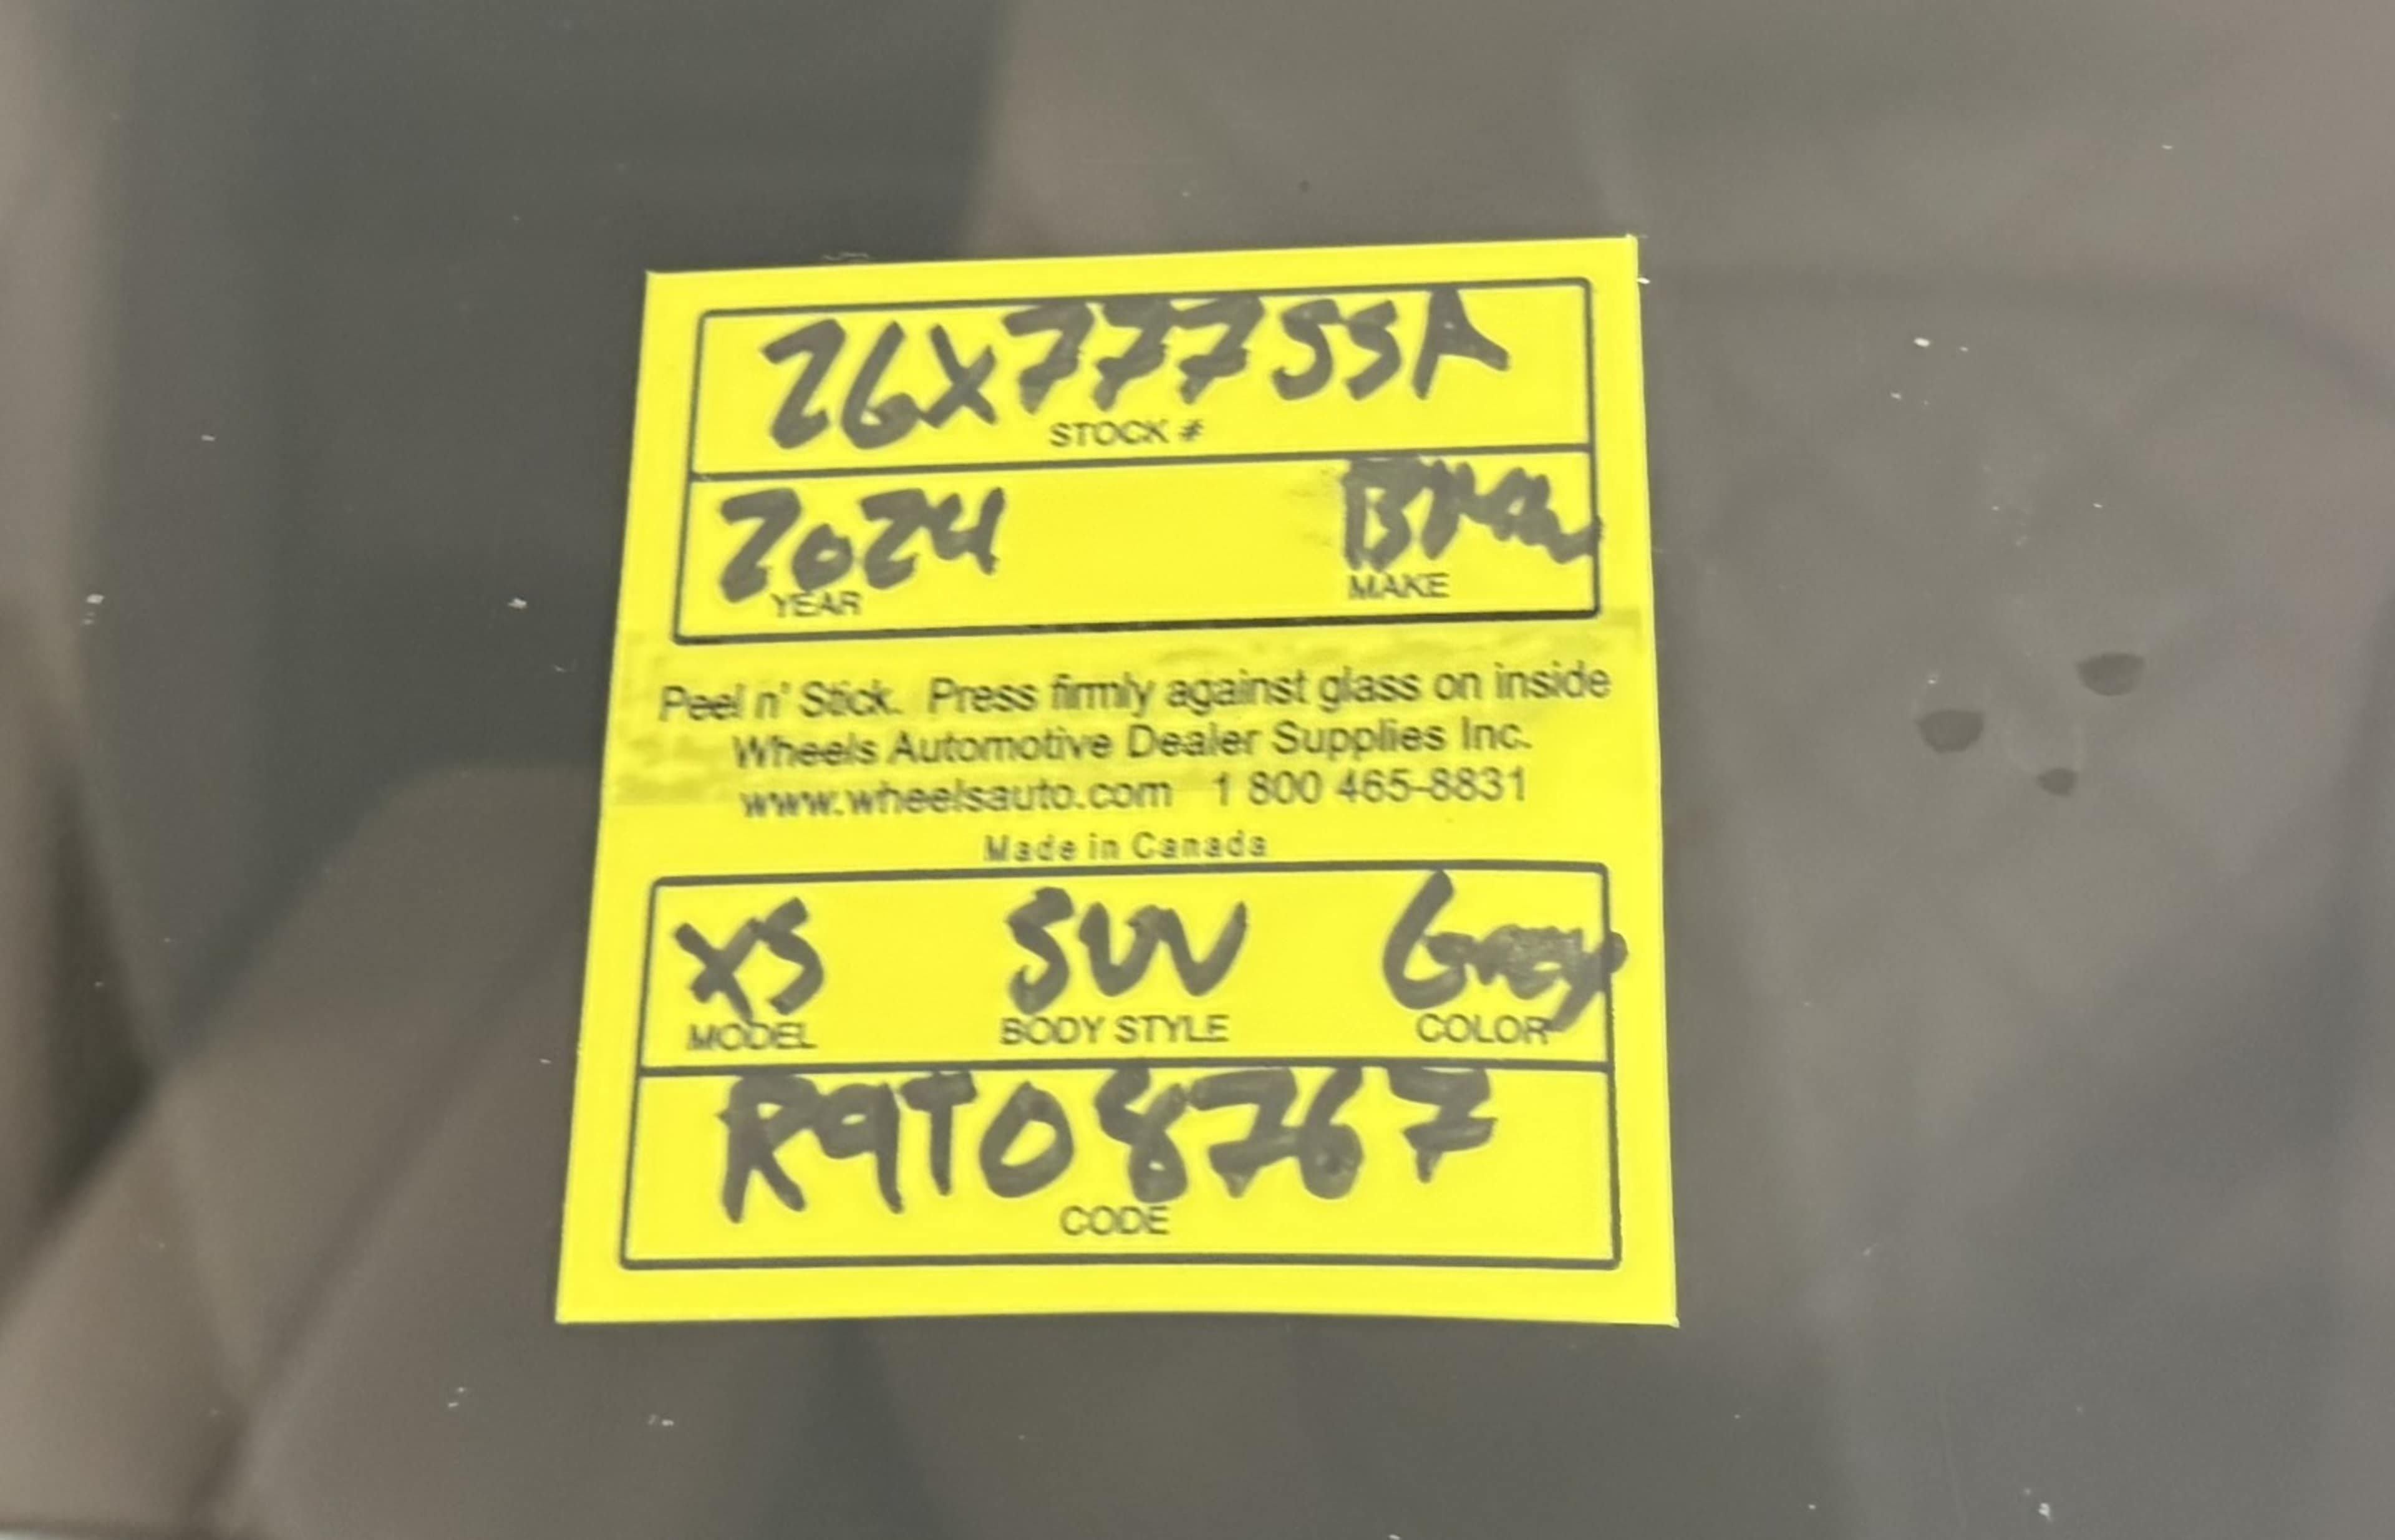 26X77755A
STOCK #
2024 BMW
YEAR MAKE
Peel n' Stick. Press firmly against glass on inside
Wheels Automotive Dealer Supplies Inc.
www.wheelsauto.com 1 800 465-8831
Made in Canada
X5 SUV Grey
MODEL BODY STYLE COLOR
R9T08767
CODE